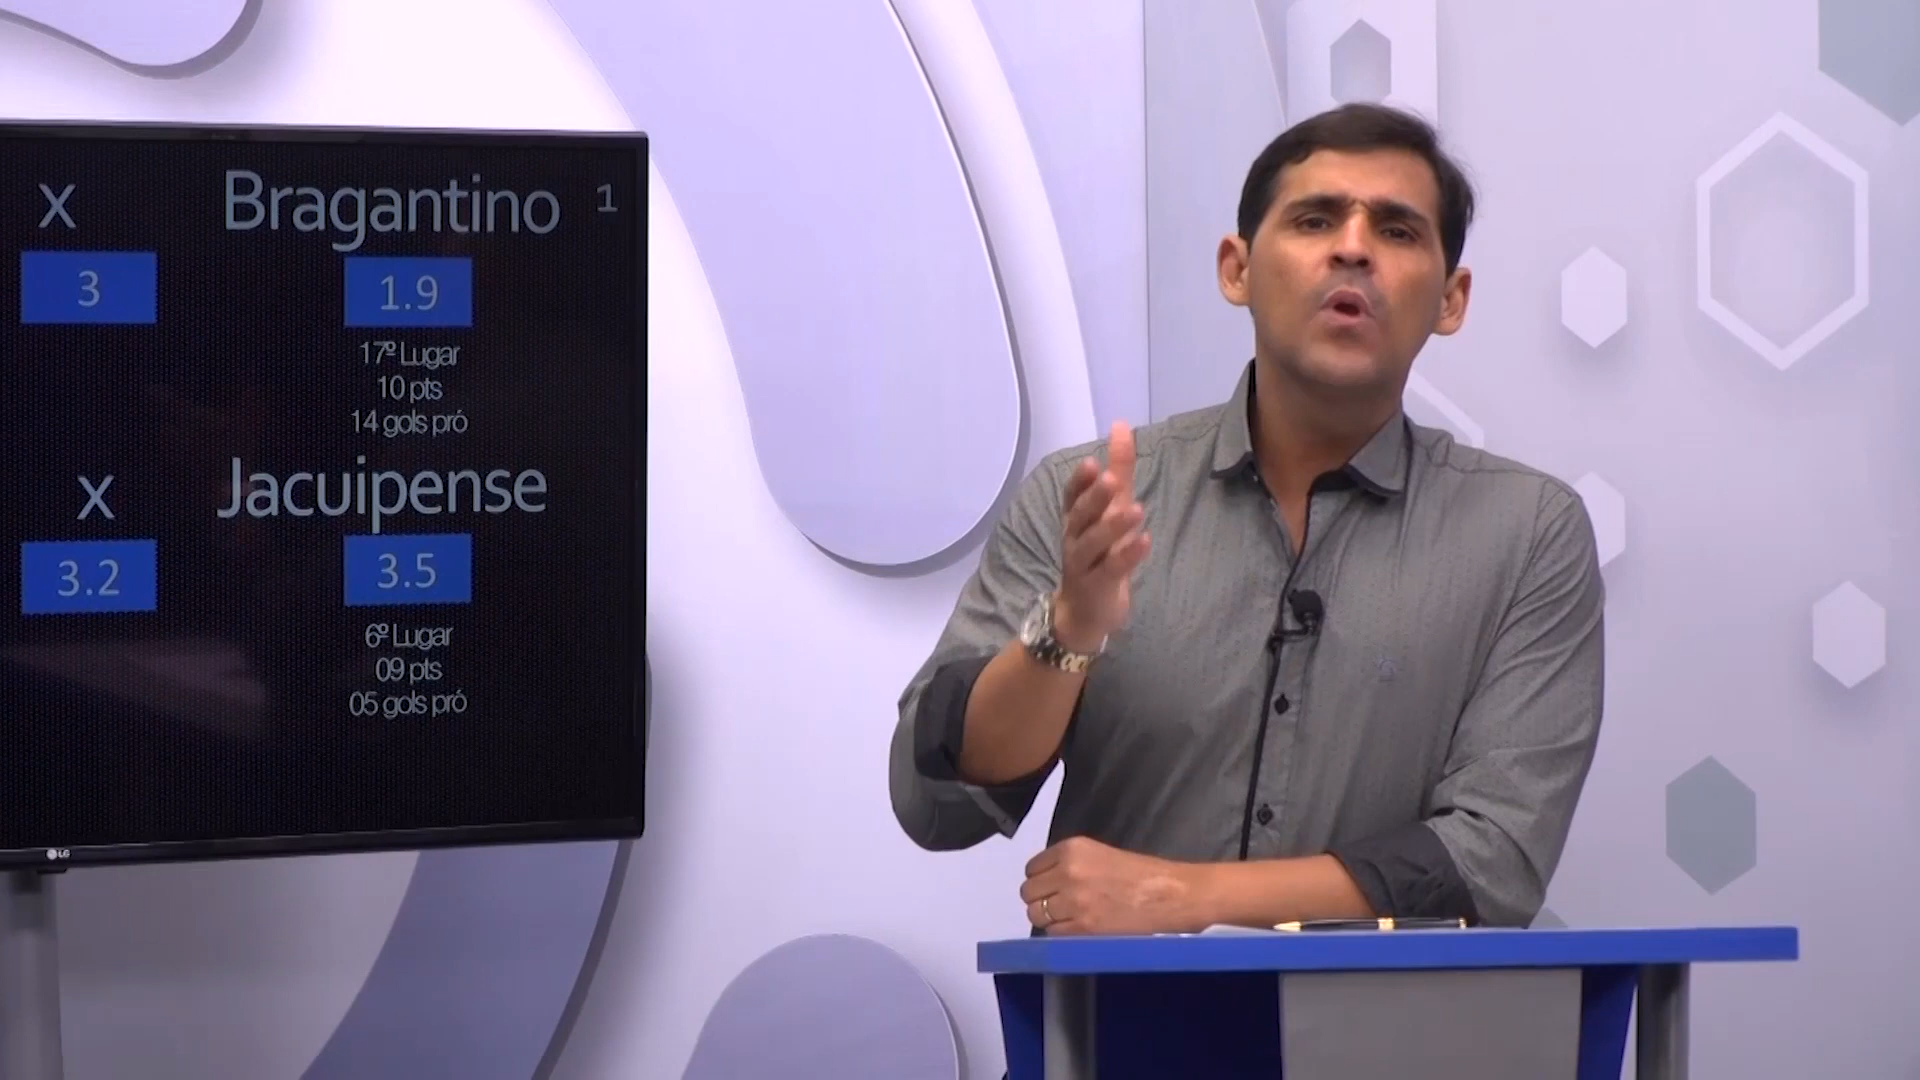 X Bragantino 1
3 1.9
17º Lugar
10 pts
14 gols pró
X Jacuipense
3.2 3.5
6º Lugar
09 pts
05 gols pró
LG